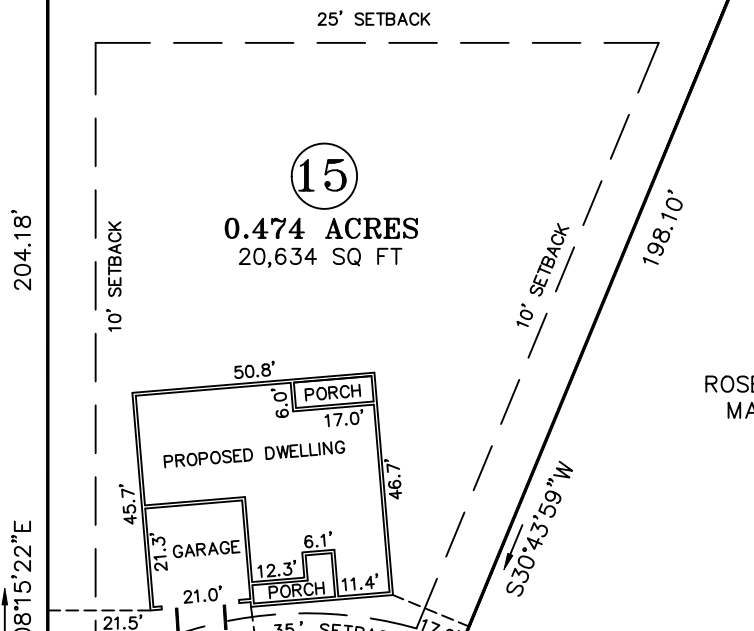 25' SETBACK
15
0.474 ACRES
20,634 SQ FT
204.18'
10' SETBACK
10' SETBACK
198.10'
50.8'
PORCH
6.0'
17.0'
PROPOSED DWELLING
45.7'
46.7'
21.3'
GARAGE
6.1'
12.3'
PORCH
11.4'
21.0'
21.5'
35'
08°15'22"E
S30°43'59"W
MA